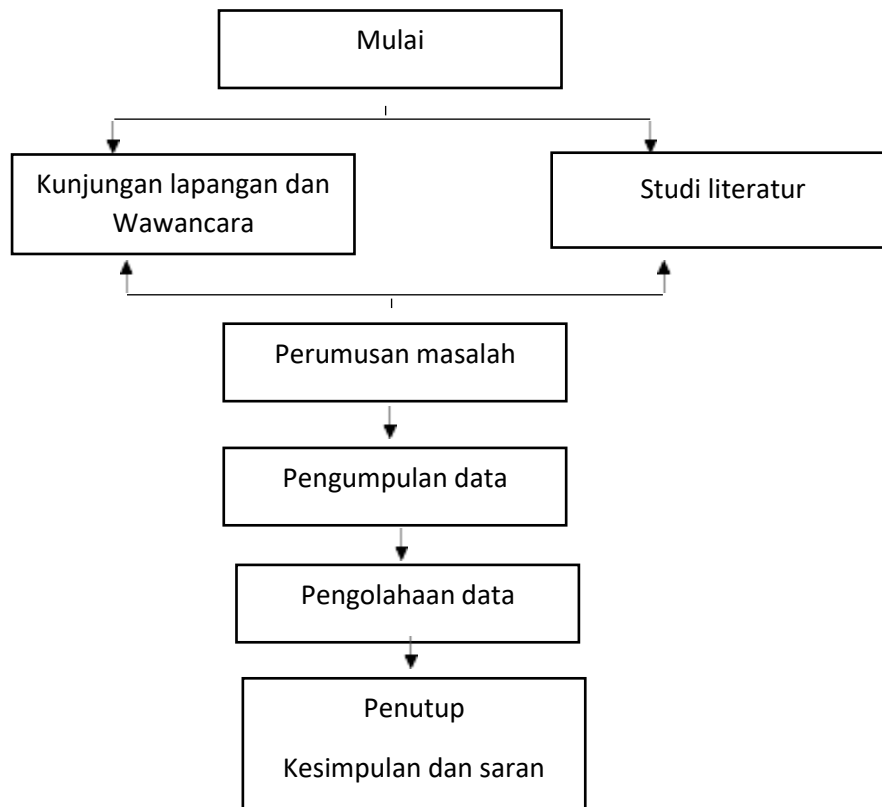 Mulai
Kunjungan lapangan dan
Wawancara
Studi literatur
Perumusan masalah
Pengumpulan data
Pengolahaan data
Penutup
Kesimpulan dan saran